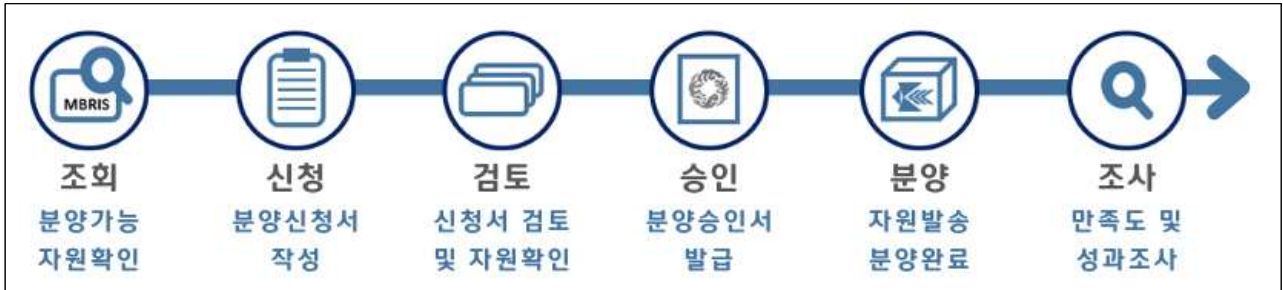 MBRIS
조회
분양가능
자원확인
신청
분양신청서
작성
검토
신청서 검토
및 자원확인
승인
분양승인서
발급
분양
자원발송
분양완료
조사
만족도 및
성과조사